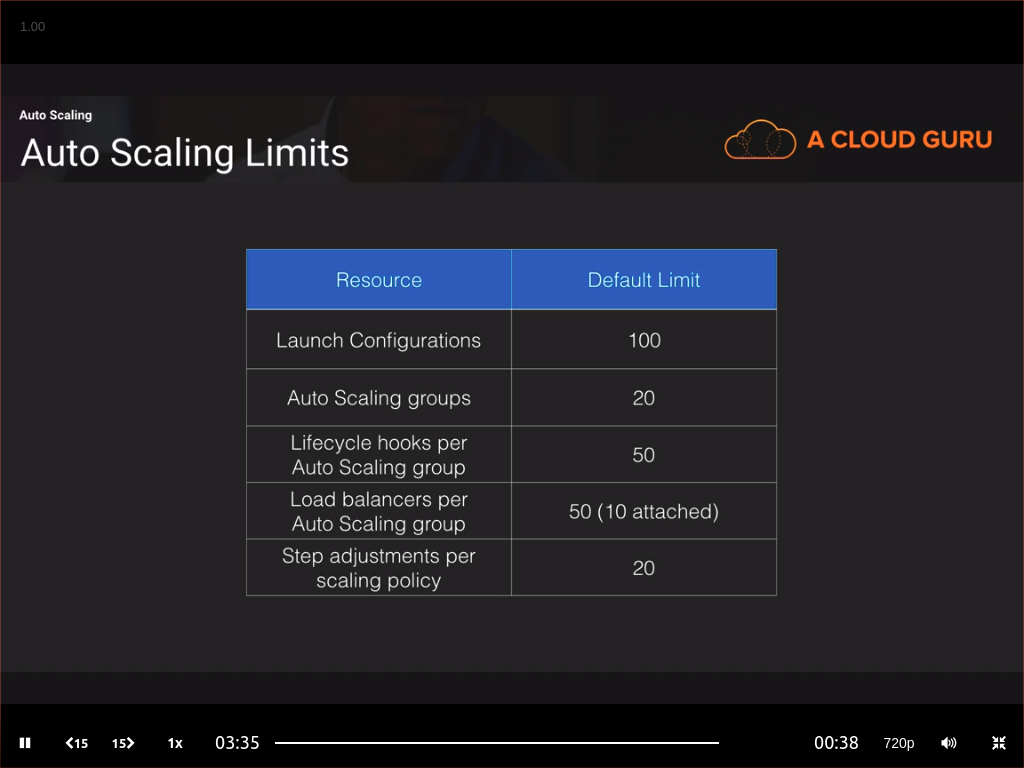 1.00
Auto Scaling
Auto Scaling Limits
A CLOUD GURU
Resource
Default Limit
Launch Configurations
100
Auto Scaling groups
20
Lifecycle hooks per
Auto Scaling group
50
Load balancers per
Auto Scaling group
50 (10 attached)
Step adjustments per
scaling policy
20
15
15
1x
03:35
00:38
720p